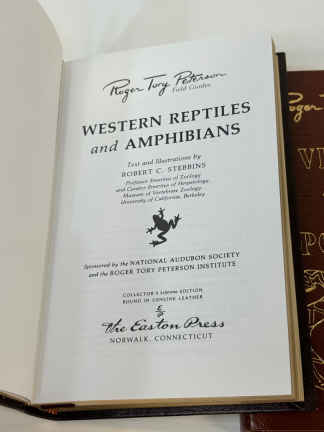 Roger Tory Peterson
Field Guides
WESTERN REPTILES
and AMPHIBIANS
Text and Illustrations by
ROBERT C. STEBBINS
Professor Emeritus of Zoology
and Curator Emeritus of Herpetology,
Museum of Vertebrate Zoology,
University of California, Berkeley
Sponsored by the NATIONAL AUDUBON SOCIETY
and the ROGER TORY PETERSON INSTITUTE
COLLECTOR'S EDITION
BOUND IN GENUINE LEATHER
The Easton Press
NORWALK, CONNECTICUT
Roger